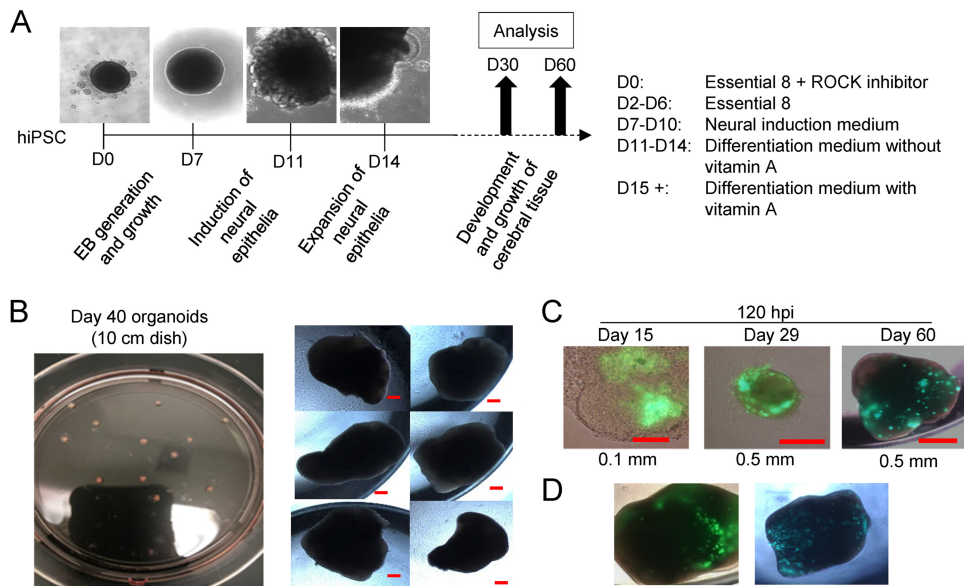 A
Analysis
D30 D60
hiPSC
D0 D7 D11 D14
EB generation
and growth
Induction of
neural
epithelia
Expansion of
neural
epithelia
Development
and growth of
cerebral tissue
D0: Essential 8 + ROCK inhibitor
D2-D6: Essential 8
D7-D10: Neural induction medium
D11-D14: Differentiation medium without
vitamin A
D15 +: Differentiation medium with
vitamin A
B
Day 40 organoids
(10 cm dish)
C
120 hpi
Day 15 Day 29 Day 60
0.1 mm 0.5 mm 0.5 mm
D